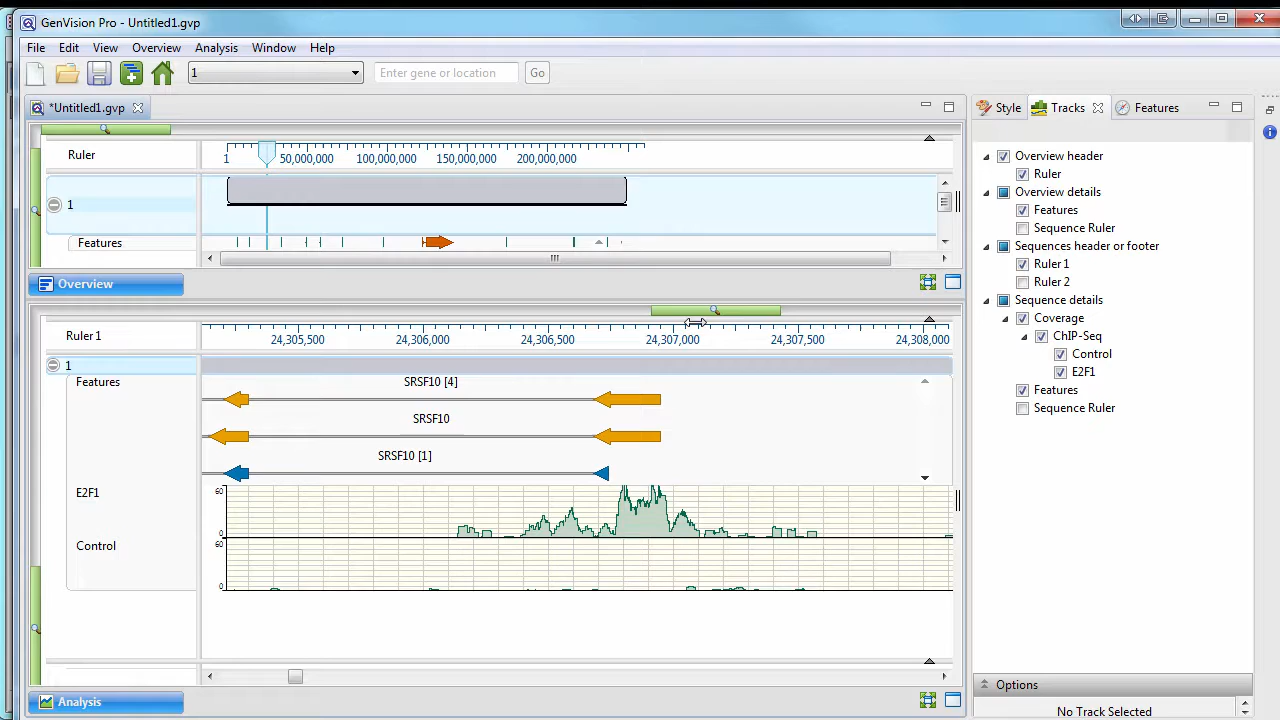 GenVision Pro - Untitled1.gvp
File Edit View Overview Analysis Window Help
1 Enter gene or location Go
*Untitled1.gvp
Style Tracks Features
Ruler
1 50,000,000 100,000,000 150,000,000 200,000,000
1
Features
Overview
Ruler 1
24,305,500 24,306,000 24,306,500 24,307,000 24,307,500 24,308,000
1
Features
SRSF10 [4]
SRSF10
SRSF10 [1]
E2F1
60
0
Control
60
0
Analysis
Overview header
Ruler
Overview details
Features
Sequence Ruler
Sequences header or footer
Ruler 1
Ruler 2
Sequence details
Coverage
ChIP-Seq
Control
E2F1
Features
Sequence Ruler
Options
No Track Selected